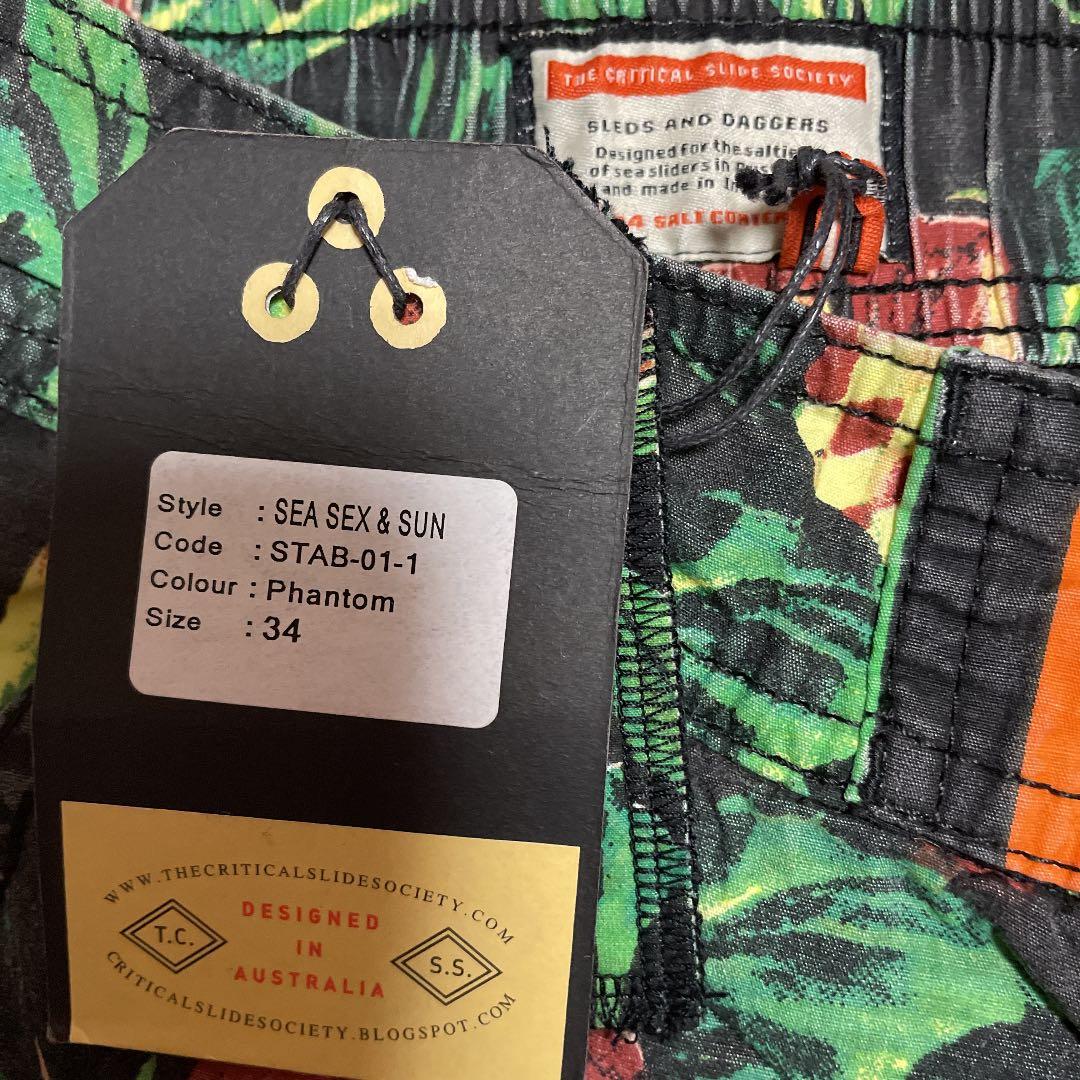 THE CRITICAL SLIDE SOCIETY
SLEDS AND DAGGERS
Designed for the
of sea sliders in
and made in
SALT
Style : SEA SEX & SUN
Code : STAB-01-1
Colour : Phantom
Size : 34
WWW.THECRITICALSLIDESOCIETY.COM
DESIGNED
IN
AUSTRALIA
T.C.
S.S.
CRITICALSLIDESOCIETY.BLOGSPOT.COM